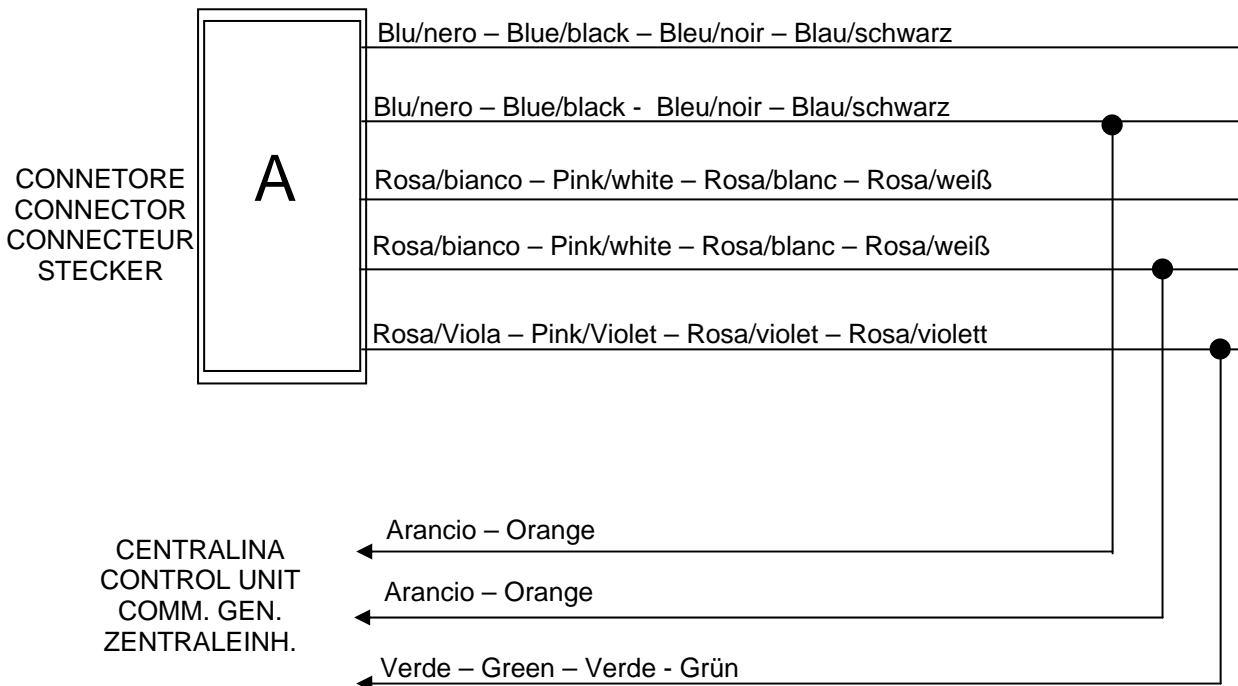 Blu/nero – Blue/black – Bleu/noir – Blau/schwarz
Blu/nero – Blue/black - Bleu/noir – Blau/schwarz
A
CONNETORE
CONNECTOR
CONNECTEUR
STECKER
Rosa/bianco – Pink/white – Rosa/blanc – Rosa/weiß
Rosa/bianco – Pink/white – Rosa/blanc – Rosa/weiß
Rosa/Viola – Pink/Violet – Rosa/violet – Rosa/violett
CENTRALINA
CONTROL UNIT
COMM. GEN.
ZENTRALEINH.
Arancio – Orange
Arancio – Orange
Verde – Green – Verde - Grün